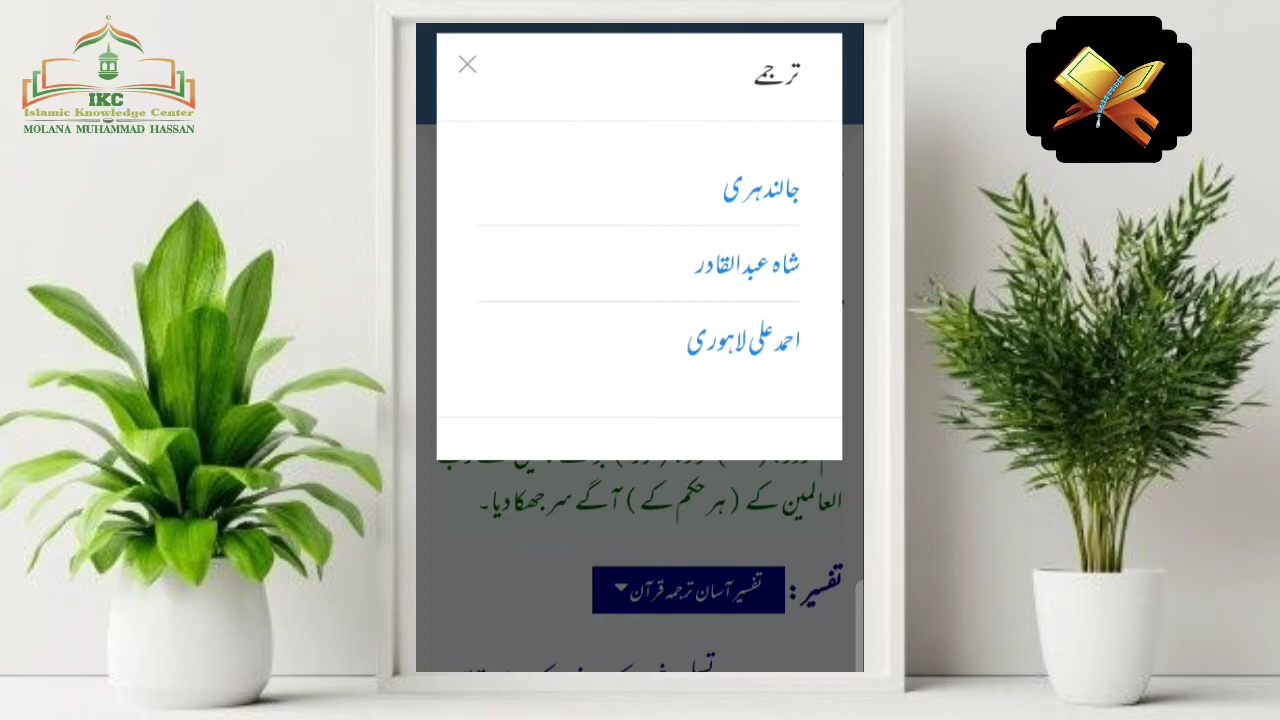 IKC
Islamic Knowledge Center
MOLANA MUHAMMAD HASSAN
ترجمے
جالندہری
شاہ عبدالقادر
احمد علی لاہوری
العالمین کے ( ہر حکم کے ) آگے سر جھکا دیا۔
تفسیر:
تفسیر آسان ترجمہ قرآن